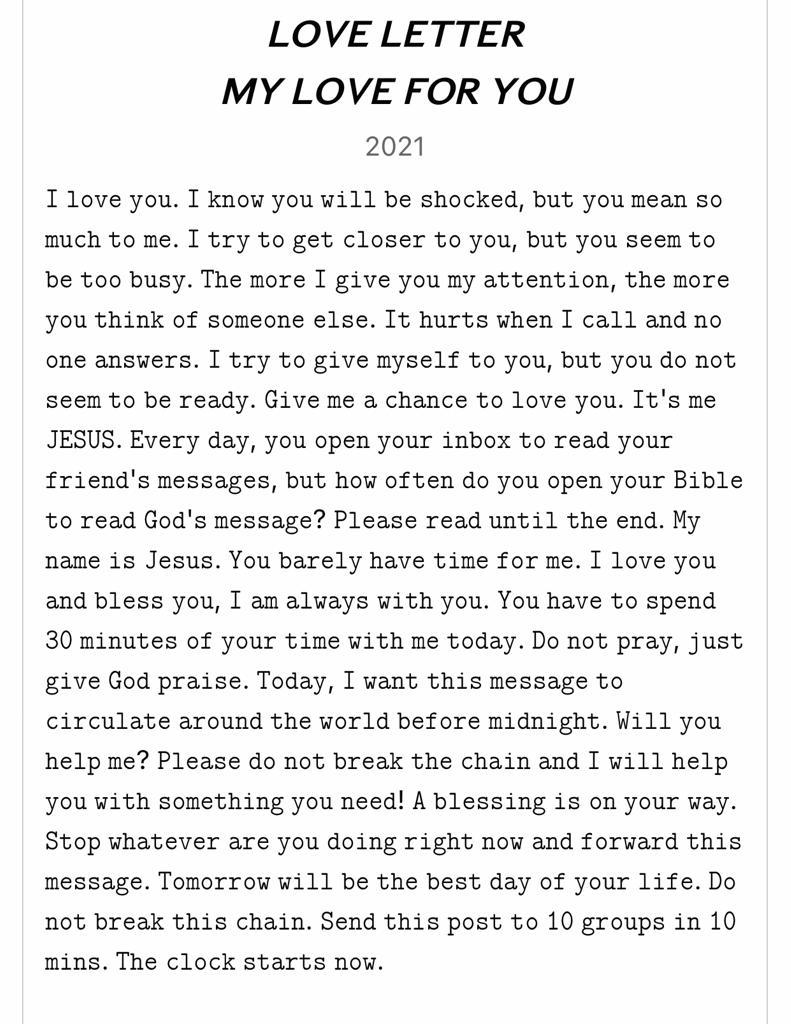 LOVE LETTER
MY LOVE FOR YOU
2021
I love you. I know you will be shocked, but you mean so
much to me. I try to get closer to you, but you seem to
be too busy. The more I give you my attention, the more
you think of someone else. It hurts when I call and no
one answers. I try to give myself to you, but you do not
seem to be ready. Give me a chance to love you. It's me
JESUS. Every day, you open your inbox to read your
friend's messages, but how often do you open your Bible
to read God's message? Please read until the end. My
name is Jesus. You barely have time for me. I love you
and bless you, I am always with you. You have to spend
30 minutes of your time with me today. Do not pray, just
give God praise. Today, I want this message to
circulate around the world before midnight. Will you
help me? Please do not break the chain and I will help
you with something you need! A blessing is on your way.
Stop whatever are you doing right now and forward this
message. Tomorrow will be the best day of your life. Do
not break this chain. Send this post to 10 groups in 10
mins. The clock starts now.